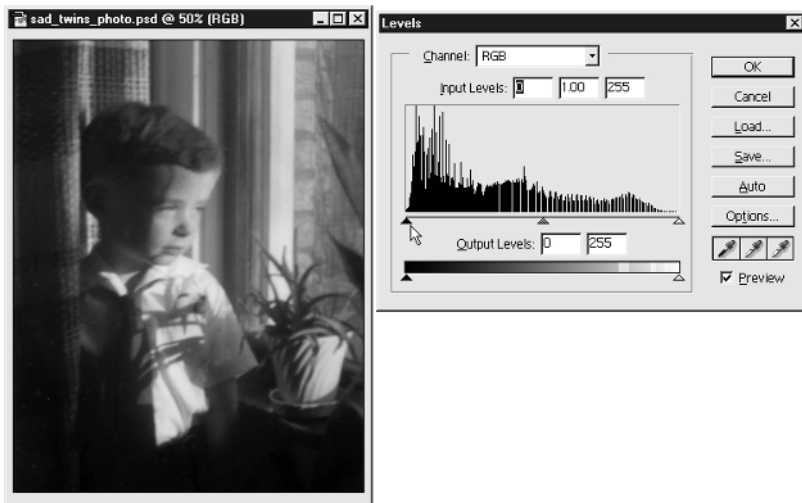 sad_twins_photo.psd @ 50% (RGB)
Levels
Channel: RGB
OK
Input Levels: 0 1.00 255
Cancel
Load...
Save...
Auto
Options...
Output Levels: 0 255
Preview